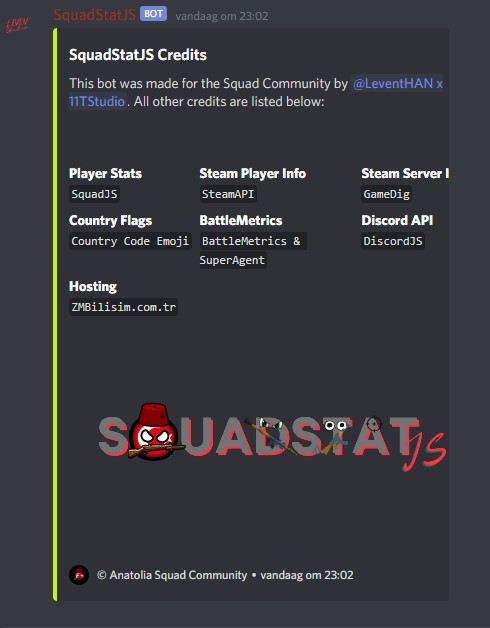 SquadStatJS BOT vandaag om 23:02
SquadStatJS Credits
This bot was made for the Squad Community by @LeventHAN x
11TStudio. All other credits are listed below:
Player Stats Steam Player Info Steam Server I
SquadJS SteamAPI GameDig
Country Flags BattleMetrics Discord API
Country Code Emoji BattleMetrics & DiscordJS
SuperAgent
Hosting
ZMBilisim.com.tr
SQUADSTATJS
© Anatolia Squad Community • vandaag om 23:02